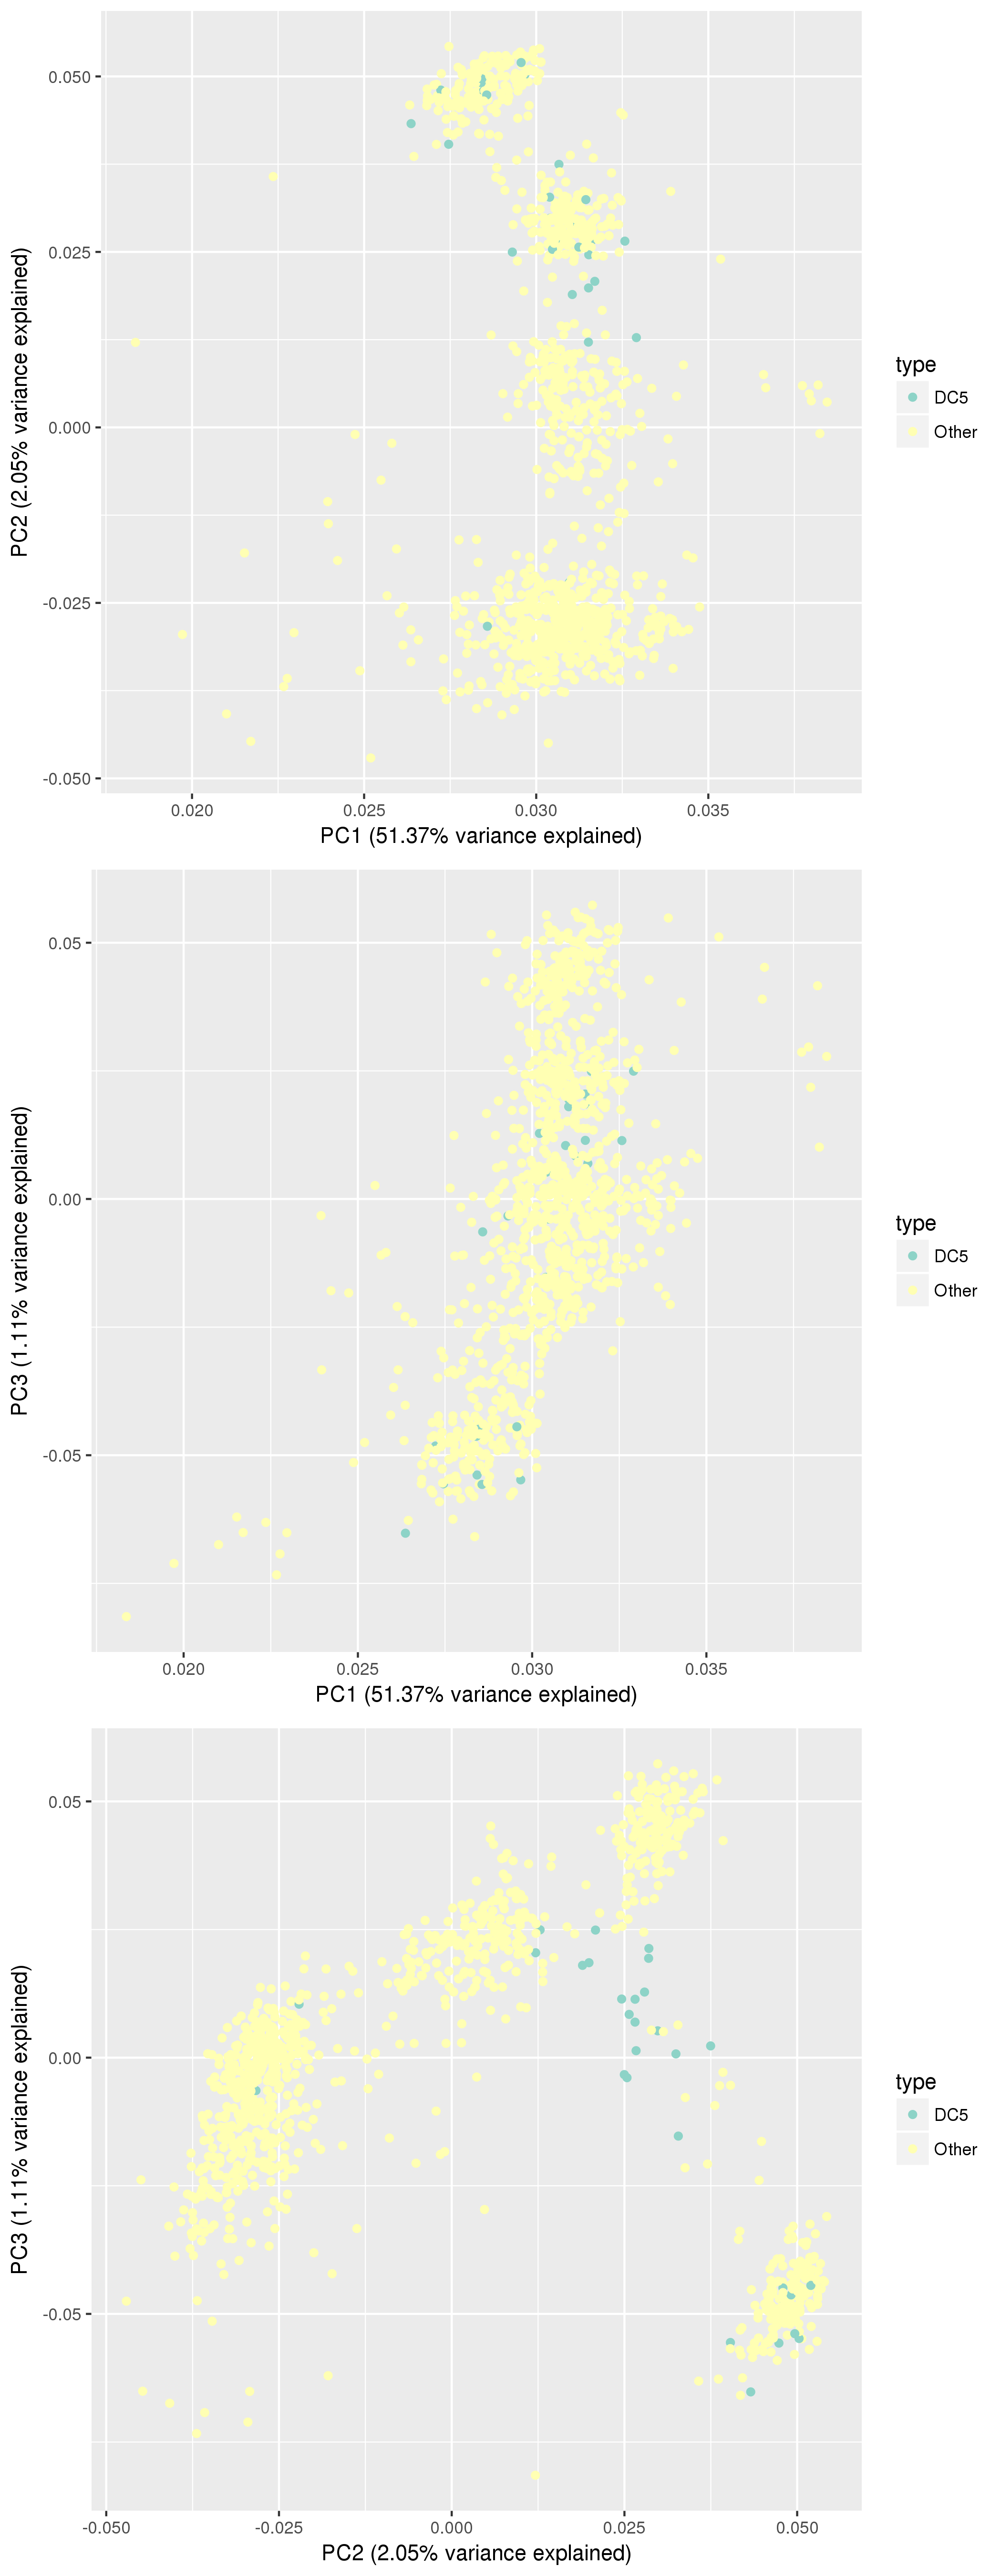 0.050
0.025
0.000
-0.025
-0.050
PC2 (2.05% variance explained)
0.020
0.025
0.030
0.035
PC1 (51.37% variance explained)
type
DC5
Other
0.05
0.00
-0.05
PC3 (1.11% variance explained)
0.020
0.025
0.030
0.035
PC1 (51.37% variance explained)
type
DC5
Other
0.05
0.00
-0.05
PC3 (1.11% variance explained)
-0.050
-0.025
0.000
0.025
0.050
PC2 (2.05% variance explained)
type
DC5
Other